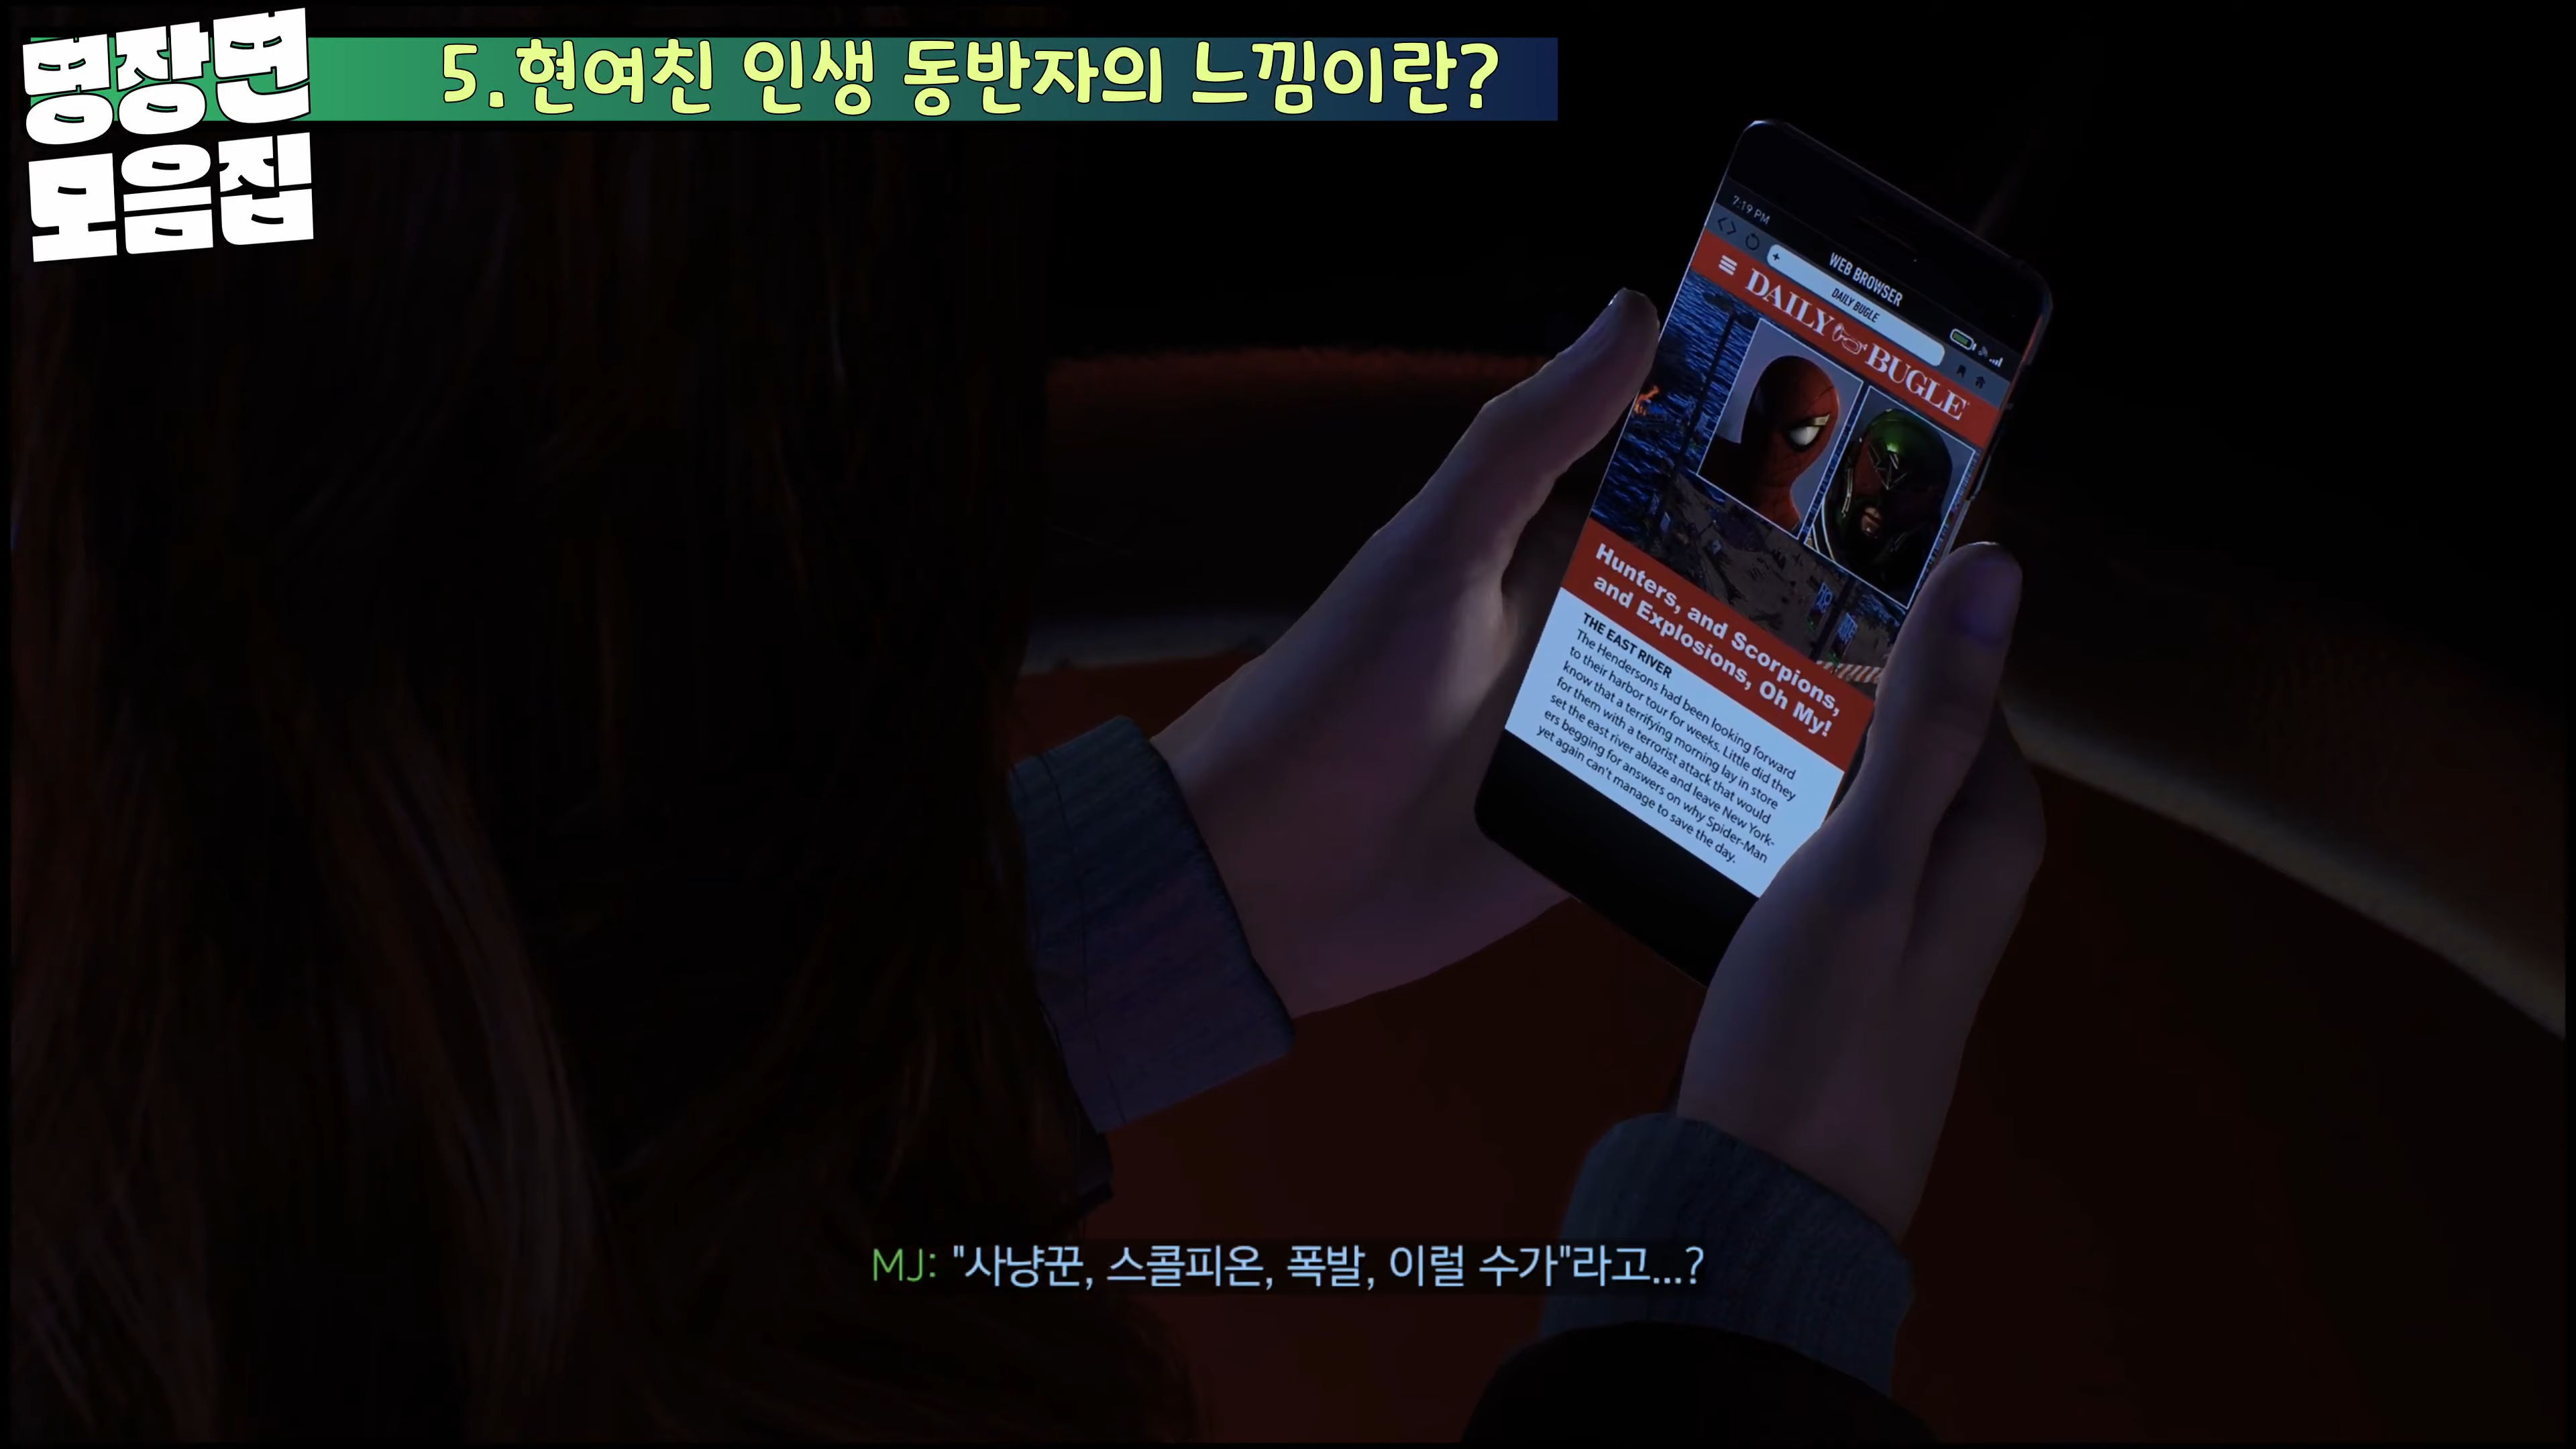 명장면
모음집
5.현여친 인생 동반자의 느낌이란?
7:19 PM
WEB BROWSER
DAILY BUGLE
DAILY BUGLE
Hunters, and Scorpions,
and Explosions, Oh My!
THE EAST RIVER
The Hendersons had been looking forward
to their harbor tour for weeks. Little did they
know that a terrifying morning lay in store
for them with a terrorist attack that would
set the east river ablaze and leave New York-
ers begging for answers on why Spider-Man
yet again can't manage to save the day.
MJ: "사냥꾼, 스콜피온, 폭발, 이럴 수가"라고...?